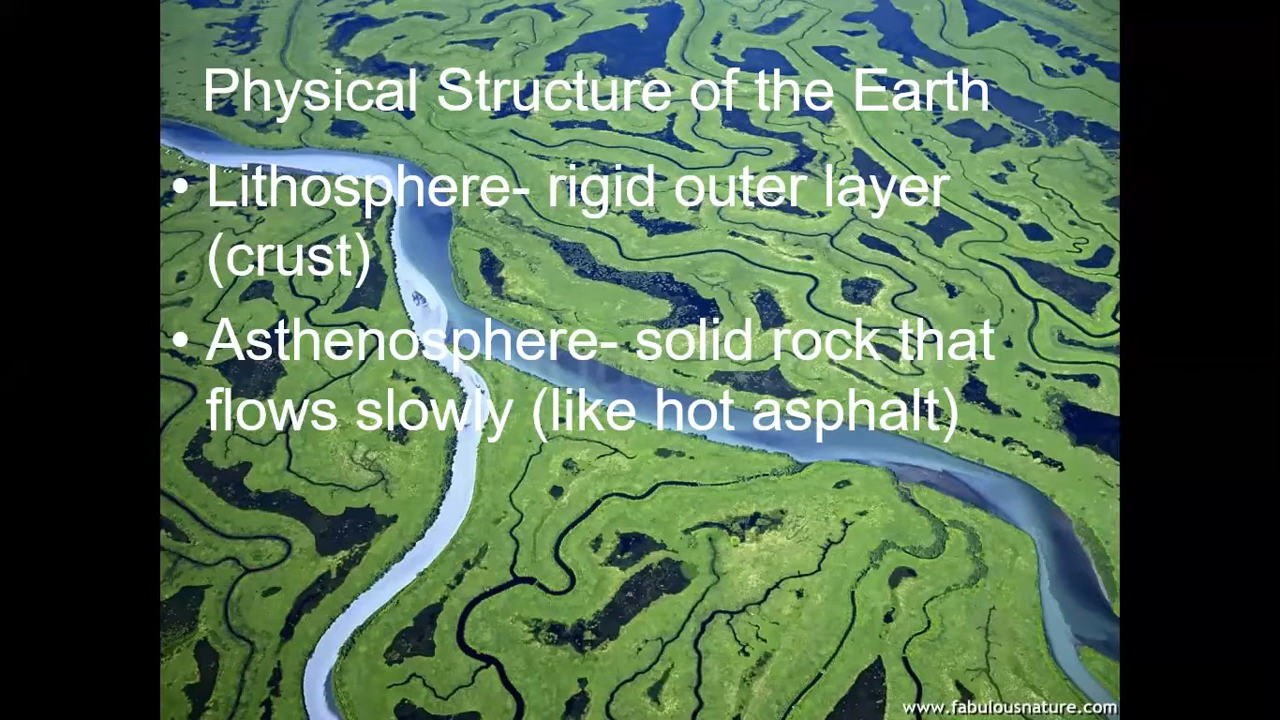 Physical Structure of the Earth
• Lithosphere- rigid outer layer
(crust)
• Asthenosphere- solid rock that
flows slowly (like hot asphalt)
www.fabulousnature.com